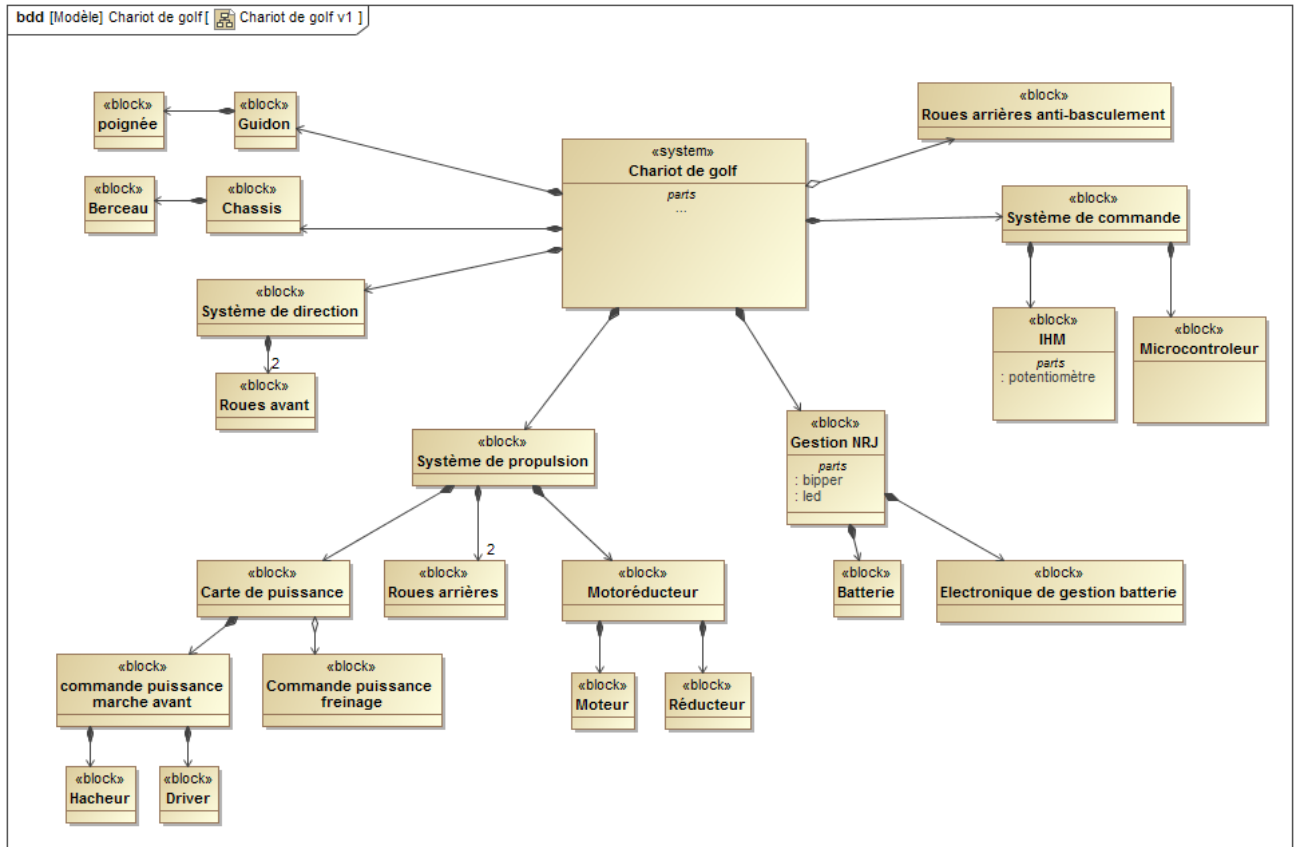 bdd [Modèle] Chariot de golf [ Chariot de golf v1 ]
«block»
poignée
«block»
Guidon
«block»
Berceau
«block»
Chassis
«system»
Chariot de golf
parts
...
«block»
Roues arrières anti-basculement
«block»
Système de commande
«block»
IHM
parts
: potentiomètre
«block»
Microcontroleur
«block»
Système de direction
2
«block»
Roues avant
«block»
Système de propulsion
«block»
Gestion NRJ
parts
: bipper
: led
«block»
Carte de puissance
2
«block»
Roues arrières
«block»
Motoréducteur
«block»
Batterie
«block»
Electronique de gestion batterie
«block»
commande puissance
marche avant
«block»
Commande puissance
freinage
«block»
Moteur
«block»
Réducteur
«block»
Hacheur
«block»
Driver